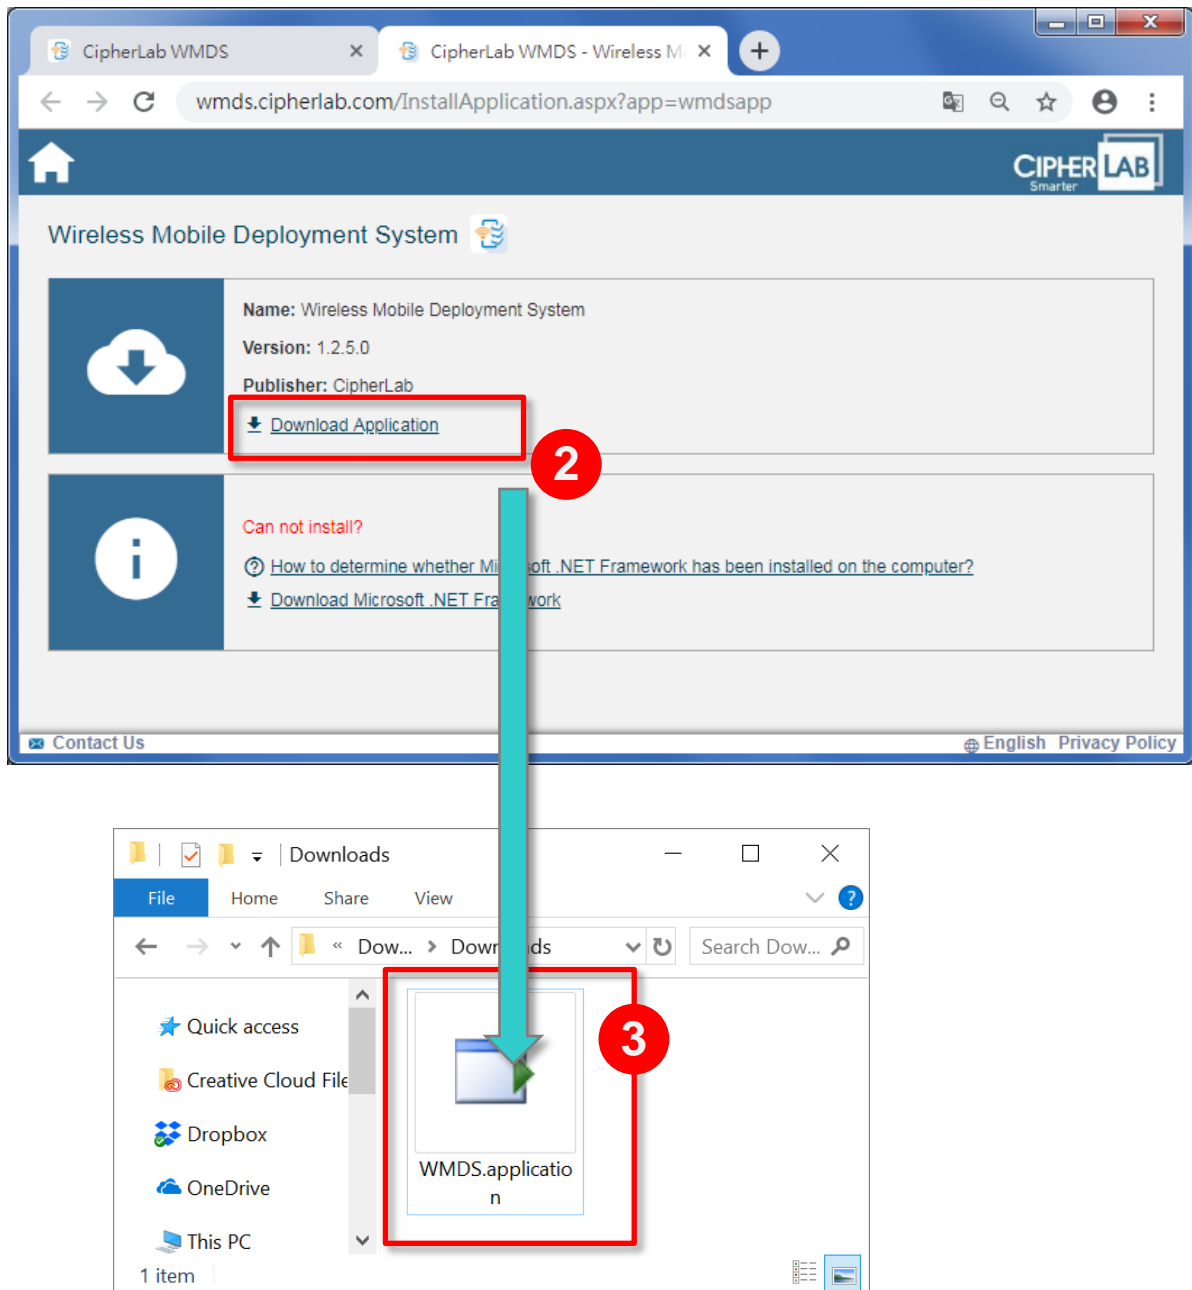 CipherLab WMDS
CipherLab WMDS - Wireless M
wmds.cipherlab.com/InstallApplication.aspx?app=wmdsapp
CIPHERLAB
Smarter
Wireless Mobile Deployment System
Name: Wireless Mobile Deployment System
Version: 1.2.5.0
Publisher: CipherLab
Download Application
2
Can not install?
How to determine whether Mi soft .NET Framework has been installed on the computer?
Download Microsoft .NET Fra work
Contact Us
English Privacy Policy
Downloads
File Home Share View
« Dow... > Dow ds
Search Dow...
Quick access
Creative Cloud File
Dropbox
OneDrive
This PC
3
WMDS.applicatio
n
1 item